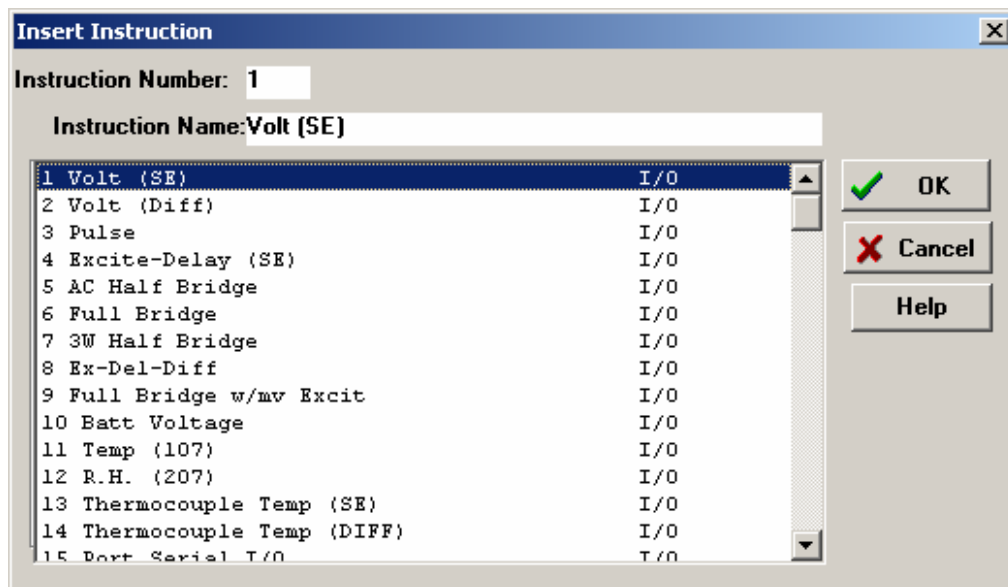 Insert Instruction
Instruction Number: 1
Instruction Name: Volt (SE)
1 Volt (SE) I/O
2 Volt (Diff) I/O
3 Pulse I/O
4 Excite-Delay (SE) I/O
5 AC Half Bridge I/O
6 Full Bridge I/O
7 3W Half Bridge I/O
8 Ex-Del-Diff I/O
9 Full Bridge w/mv Excit I/O
10 Batt Voltage I/O
11 Temp (107) I/O
12 R.H. (207) I/O
13 Thermocouple Temp (SE) I/O
14 Thermocouple Temp (DIFF) I/O
15 Port Serial I/O I/O
OK
Cancel
Help